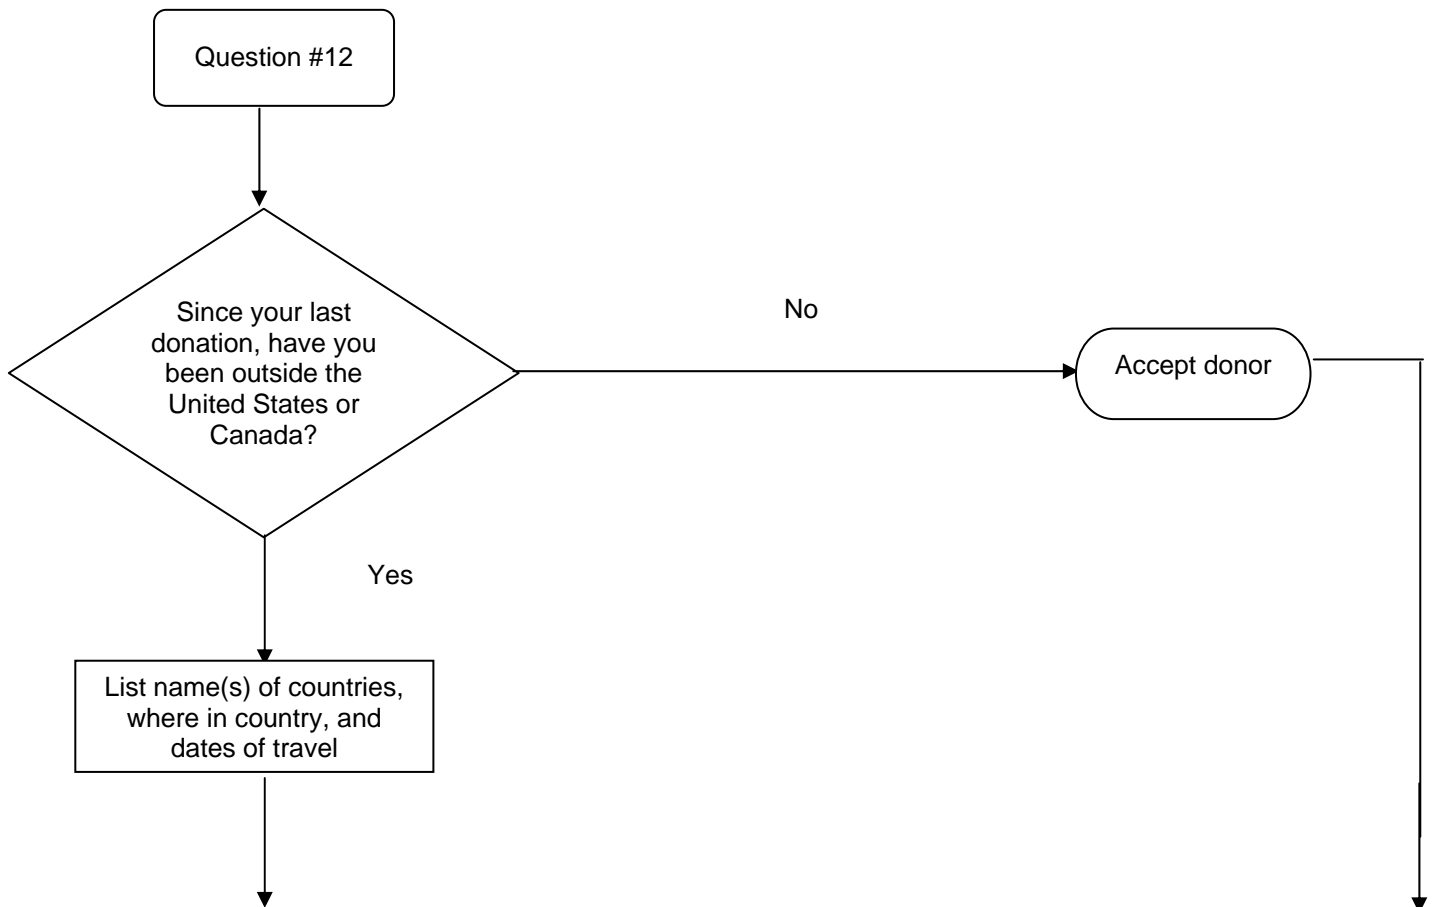 Question #12
Since your last
donation, have you
been outside the
United States or
Canada?
No
Accept donor
Yes
List name(s) of countries,
where in country, and
dates of travel